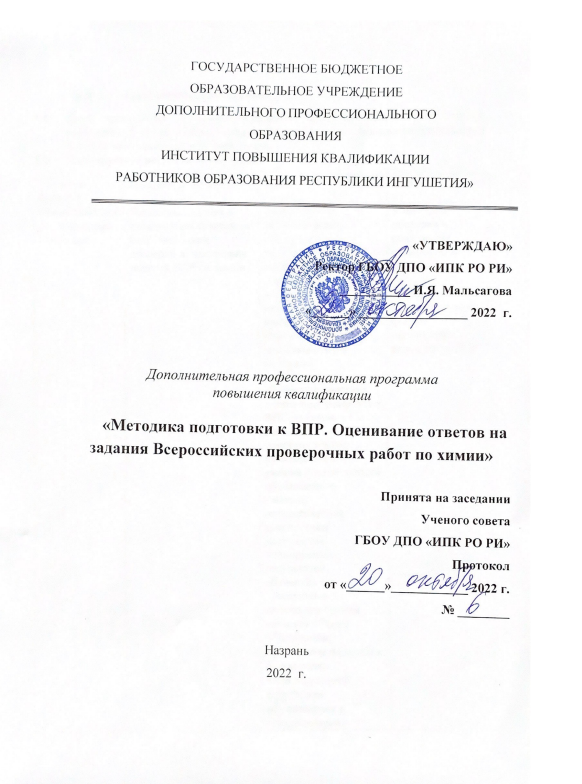 ГОСУДАРСТВЕННОЕ БЮДЖЕТНОЕ
ОБРАЗОВАТЕЛЬНОЕ УЧРЕЖДЕНИЕ
ДОПОЛНИТЕЛЬНОГО ПРОФЕССИОНАЛЬНОГО
ОБРАЗОВАНИЯ
ИНСТИТУТ ПОВЫШЕНИЯ КВАЛИФИКАЦИИ
РАБОТНИКОВ ОБРАЗОВАНИЯ РЕСПУБЛИКИ ИНГУШЕТИЯ»
«УТВЕРЖДАЮ»
Ректор ГБОУ ДПО «ИПК РО РИ»
И.Я. Мальсагова
октября 2022 г.
Дополнительная профессиональная программа
повышения квалификации
«Методика подготовки к ВПР. Оценивание ответов на
задания Всероссийских проверочных работ по химии»
Принята на заседании
Ученого совета
ГБОУ ДПО «ИПК РО РИ»
Протокол
от «20» октября 2022 г.
№ 6
Назрань
2022 г.